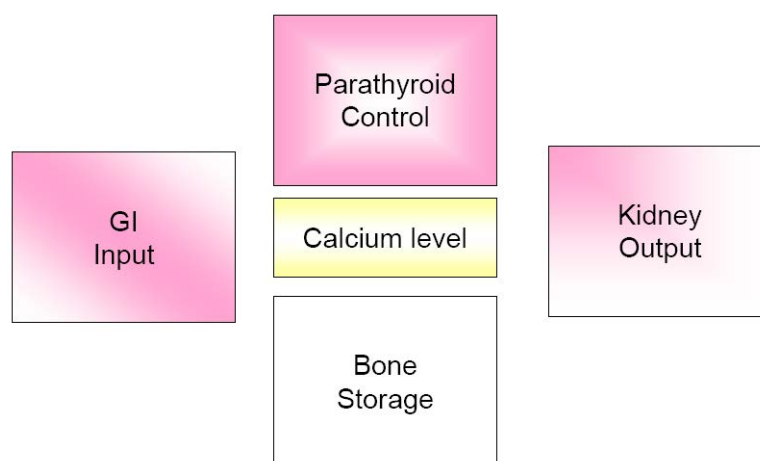 Parathyroid
Control
GI
Input
Calcium level
Kidney
Output
Bone
Storage